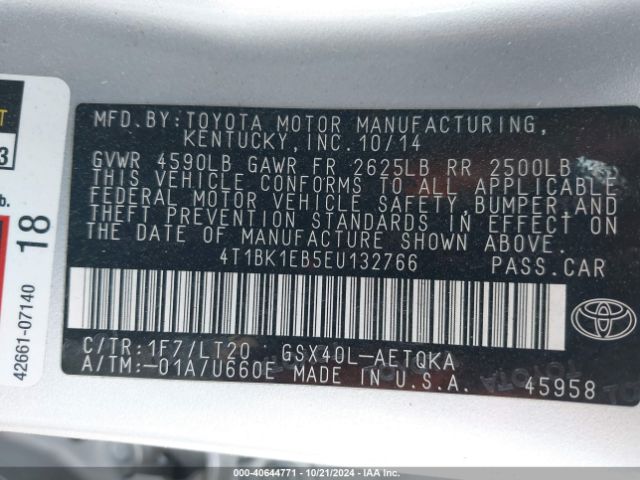 MFD.BY:TOYOTA MOTOR MANUFACTURING,
KENTUCKY,INC.10/14
GVWR 4590LB GAWR FR 2625LB RR 2500LB
THIS VEHICLE CONFORMS TO ALL APPLICABLE
FEDERAL MOTOR VEHICLE SAFETY,BUMPER,AND
THEFT PREVENTION STANDARDS IN EFFECT ON
THE DATE OF MANUFACTURE SHOWN ABOVE.
4T1BK1EB5EU132766 PASS.CAR
C/TR:1F7/LT20 GSX40L-AETQKA
A/TM:-01A/U660E MADE IN U.S.A. 45958
3
b.
18
42661-07140
© - 40644771 - 10/21/2024 - IAA Holdings, LLC.